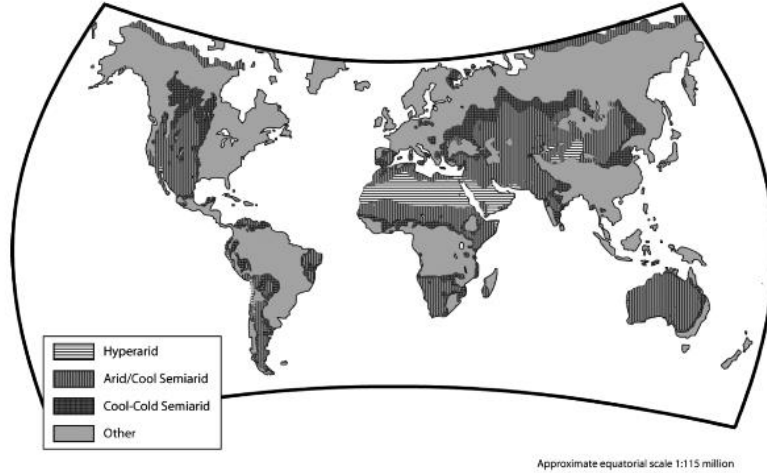 Hyperarid
Arid/Cool Semiarid
Cool-Cold Semiarid
Other
Approximate equatorial scale 1:115 million